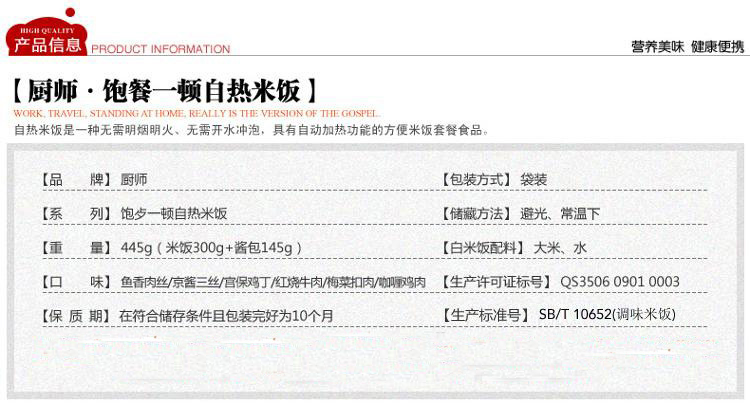 HIGH QUALITY
产品信息 PRODUCT INFORMATION 营养美味 健康便携
【厨师·饱餐一顿自热米饭】
WORK, TRAVEL, STANDING AT HOME, REALLY IS THE VERSION OF THE GOSPEL.
自热米饭是一种无需明烟明火、无需开水冲泡，具有自动加热功能的方便米饭套餐食品。
【品 牌】厨师 【包装方式】袋装
【系 列】饱歺一顿自热米饭 【储藏方法】避光、常温下
【重 量】445g（米饭300g+酱包145g） 【白米饭配料】大米、水
【口 味】鱼香肉丝/京酱三丝/宫保鸡丁/红烧牛肉/梅菜扣肉/咖喱鸡肉 【生产许可证标号】QS3506 0901 0003
【保 质 期】在符合储存条件且包装完好为10个月 【生产标准号】SB/T 10652(调味米饭)